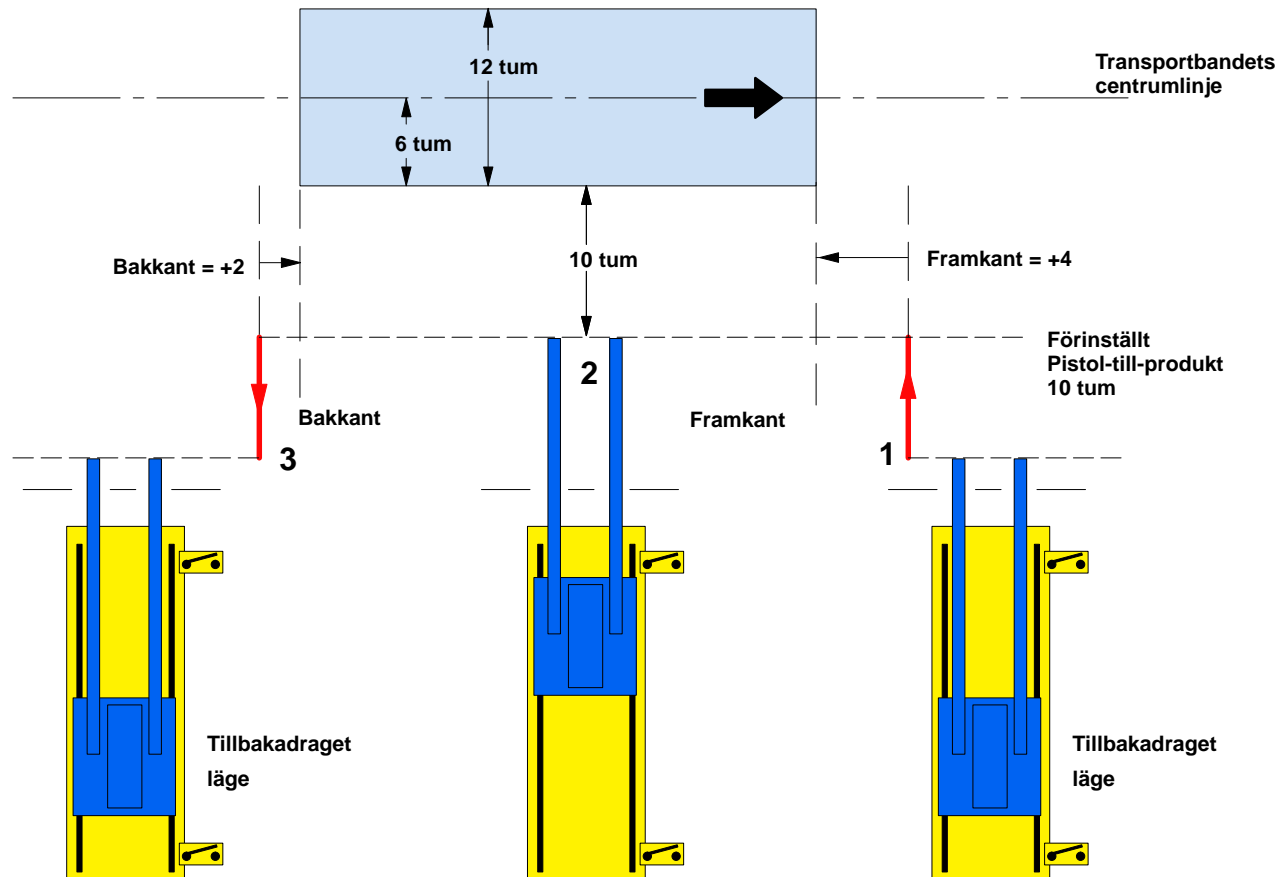 12 tum
Transportbandets
centrumlinje
6 tum
Bakkant = +2
10 tum
Framkant = +4
Förinställt
Pistol-till-produkt
10 tum
2
Bakkant
Framkant
3
1
Tillbakadraget
läge
Tillbakadraget
läge